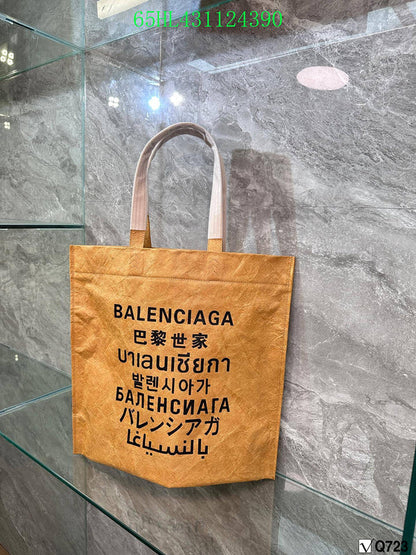 65BL431124390
BALENCIAGA
巴黎世家
บาเลนเซียกา
발렌시아가
БАЛЕНСИАГА
バレンシアガ
بالنسياغا
√ Q723